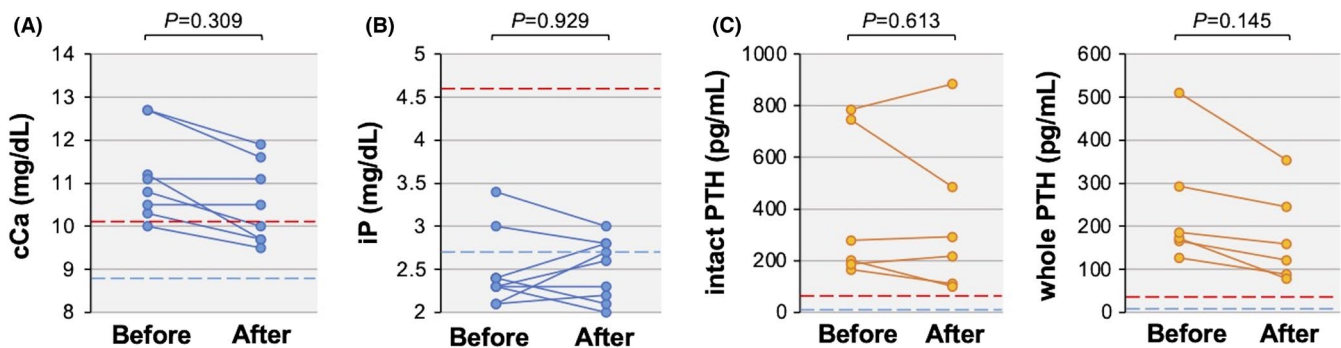 (A)
P=0.309
cCa (mg/dL)
14
13
12
11
10
9
8
Before
After
(B)
P=0.929
iP (mg/dL)
5
4.5
4
3.5
3
2.5
2
Before
After
(C)
P=0.613
intact PTH (pg/mL)
1000
800
600
400
200
0
Before
After
P=0.145
whole PTH (pg/mL)
600
500
400
300
200
100
0
Before
After